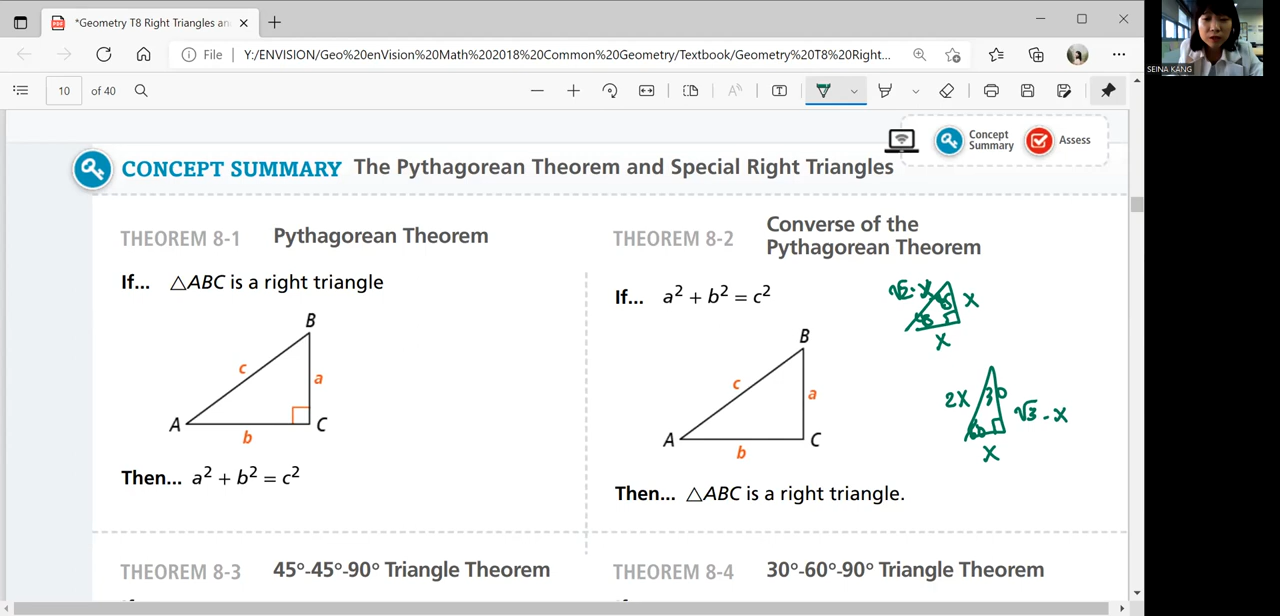 *Geometry T8 Right Triangles an
File Y:/ENVISION/Geo%20enVision%20Math%202018%20Common%20Geometry/Textbook/Geometry%20T8%20Right...
SEINA KANG
10 of 40
Concept Summary
Assess
CONCEPT SUMMARY The Pythagorean Theorem and Special Right Triangles
THEOREM 8-1 Pythagorean Theorem
If... △ABC is a right triangle
B
c
a
A
C
b
Then... a² + b² = c²
THEOREM 8-2 Converse of the Pythagorean Theorem
If... a² + b² = c²
B
c
a
A
C
b
Then... △ABC is a right triangle.
√2 · x
45
x
45
x
2x
30
√3 · x
60
x
THEOREM 8-3 45°-45°-90° Triangle Theorem
THEOREM 8-4 30°-60°-90° Triangle Theorem